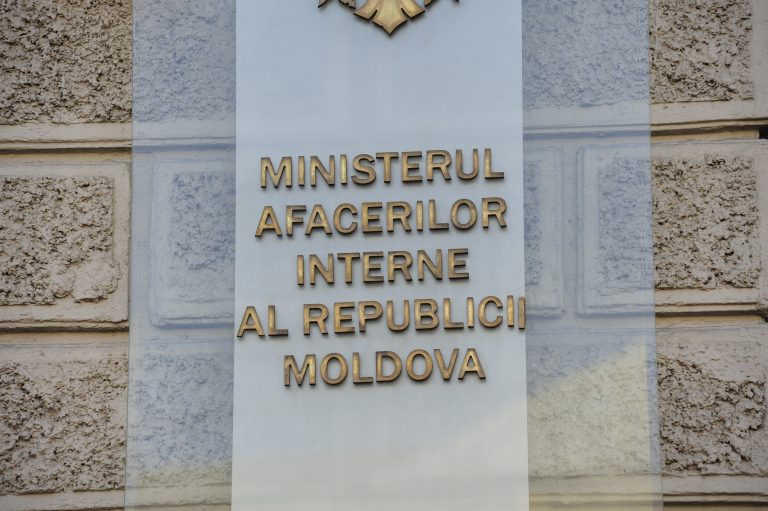 MINISTERUL
AFACERILOR
INTERNE
AL REPUBLICII
MOLDOVA